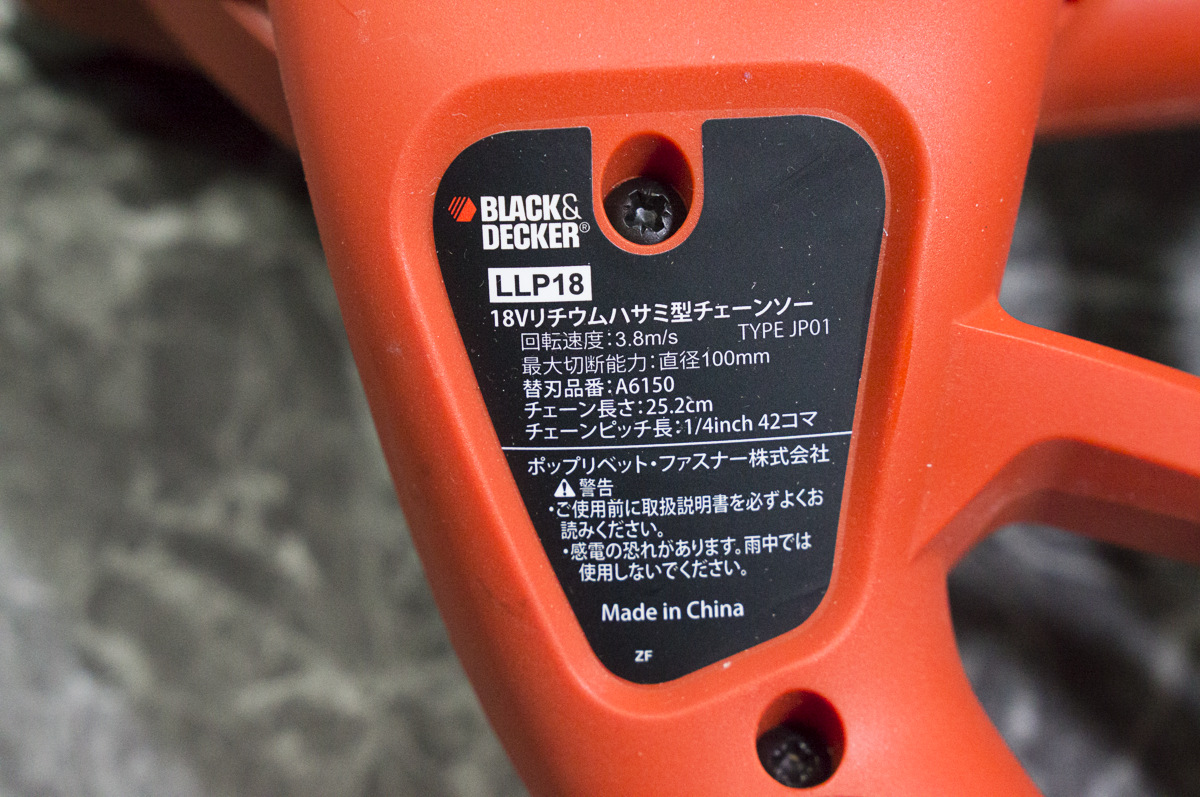 BLACK&
DECKER®
LLP18
18Vリチウムハサミ型チェーンソー
TYPE JP01
回転速度:3.8m/s
最大切断能力:直径100mm
替刃品番:A6150
チェーン長さ:25.2cm
チェーンピッチ長:1/4inch 42コマ
ポップリベット・ファスナー株式会社
警告
・ご使用前に取扱説明書を必ずよくお
読みください。
・感電の恐れがあります。雨中では
使用しないでください。
Made in China
ZF